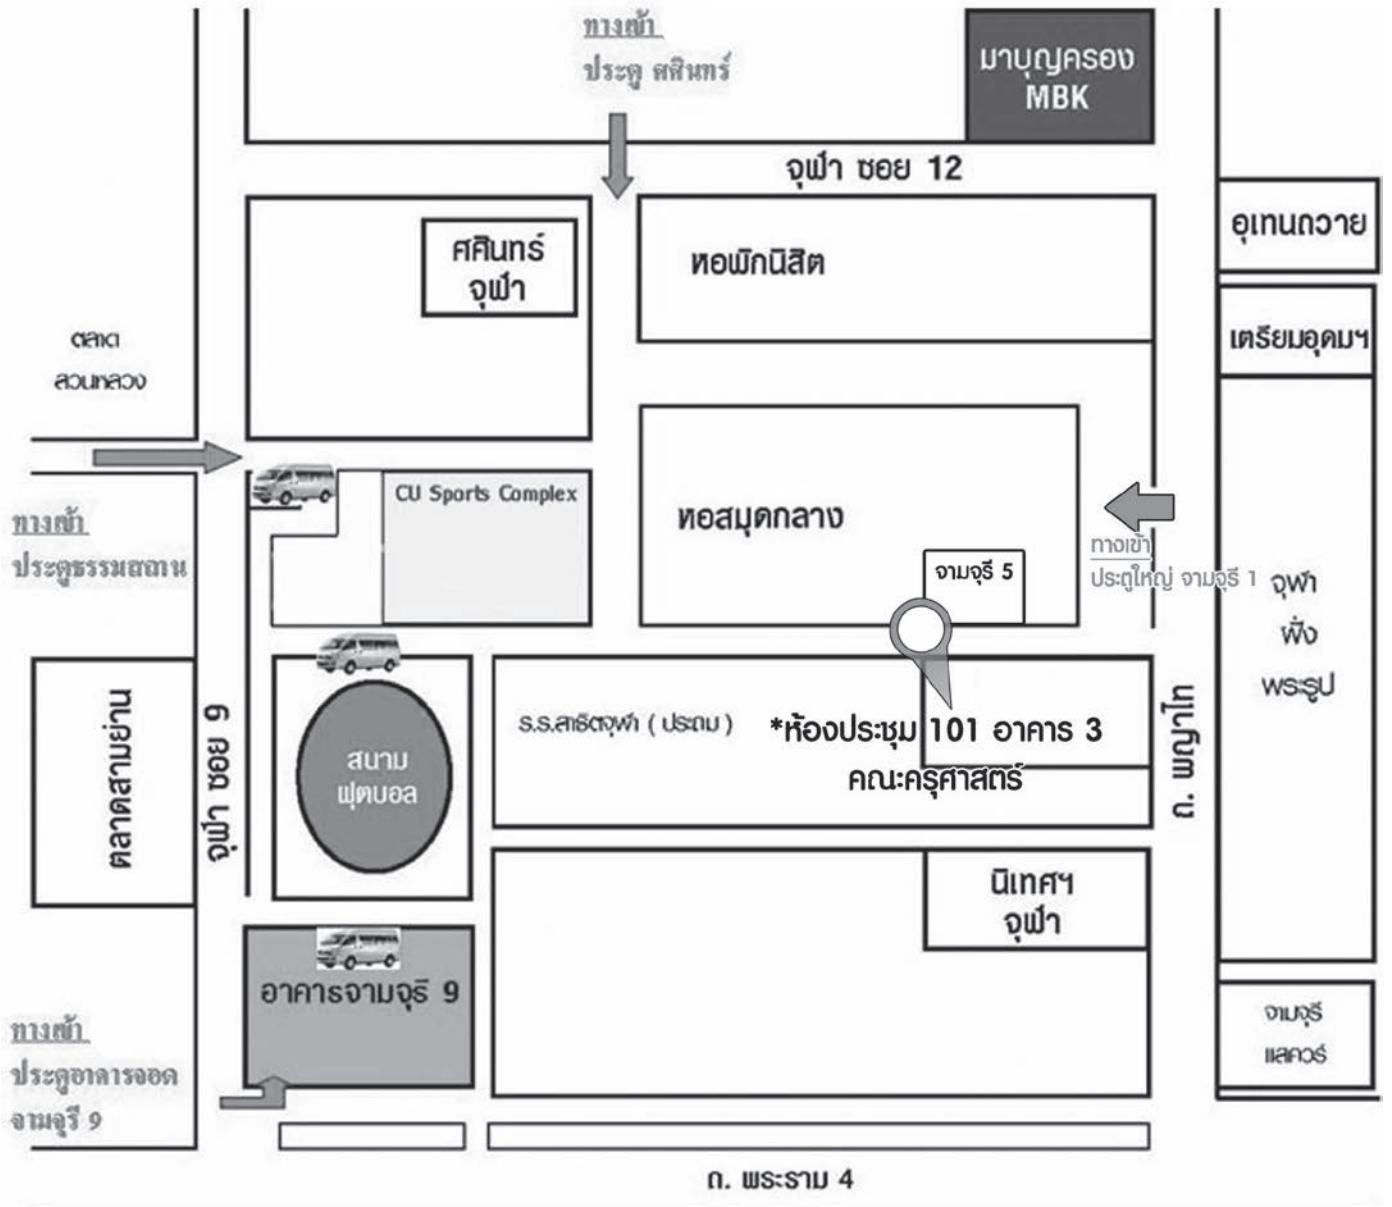 ทางเข้า
ประตู ศศินทร์
มาบุญครอง
MBK
จุฬา ซอย 12
อุเทนถวาย
ศศินทร์
จุฬา
หอพักนิสิต
เตรียมอุดมฯ
ตลาด
สวนหลวง
CU Sports Complex
หอสมุดกลาง
ทางเข้า
ประตูธรรมสถาน
ทางเข้า
ประตูใหญ่ จามจุรี 1
จามจุรี 5
จุฬา
ฝั่ง
พระรูป
ตลาดสามย่าน
จุฬา ซอย 9
สนาม
ฟุตบอล
ร.ร.สาธิตจุฬา ( ประถม )
*ห้องประชุม 101 อาคาร 3
คณะครุศาสตร์
ถ. พญาไท
นิเทศฯ
จุฬา
อาคารจามจุรี 9
จามจุรี
แสควร์
ทางเข้า
ประตูอาคารจอด
จามจุรี 9
ถ. พระราม 4